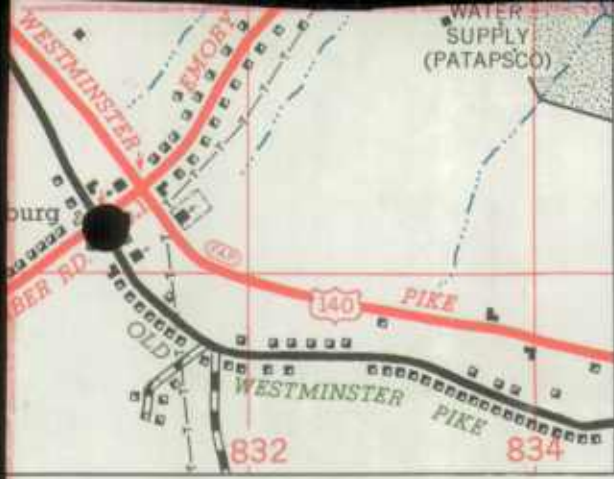 WATER
SUPPLY
(PATAPSCO)
WESTMINSTER
EMORY
burg
BER RD.
140
PIKE
OLD
WESTMINSTER
PIKE
832
834